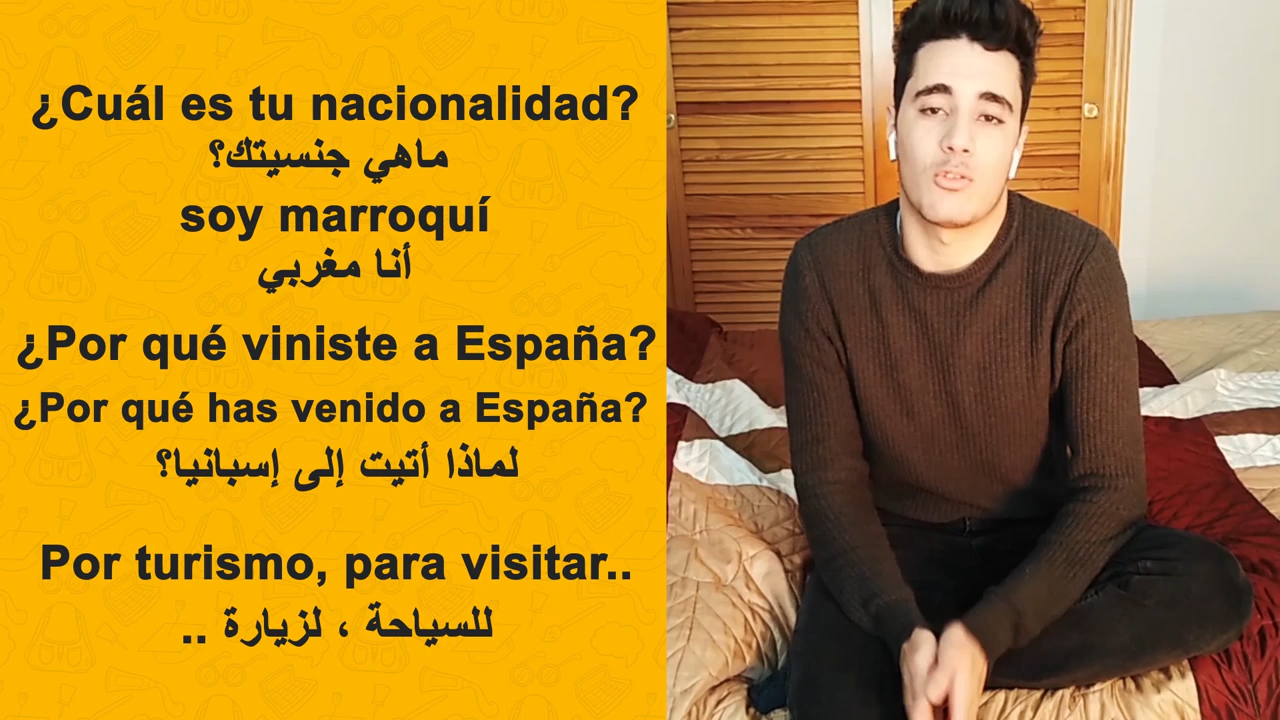 ¿Cuál es tu nacionalidad?
ماهي جنسيتك؟
soy marroquí
أنا مغربي
¿Por qué viniste a España?
¿Por qué has venido a España?
لماذا أتيت إلى إسبانيا؟
Por turismo, para visitar..
للسياحة ، لزيارة ..